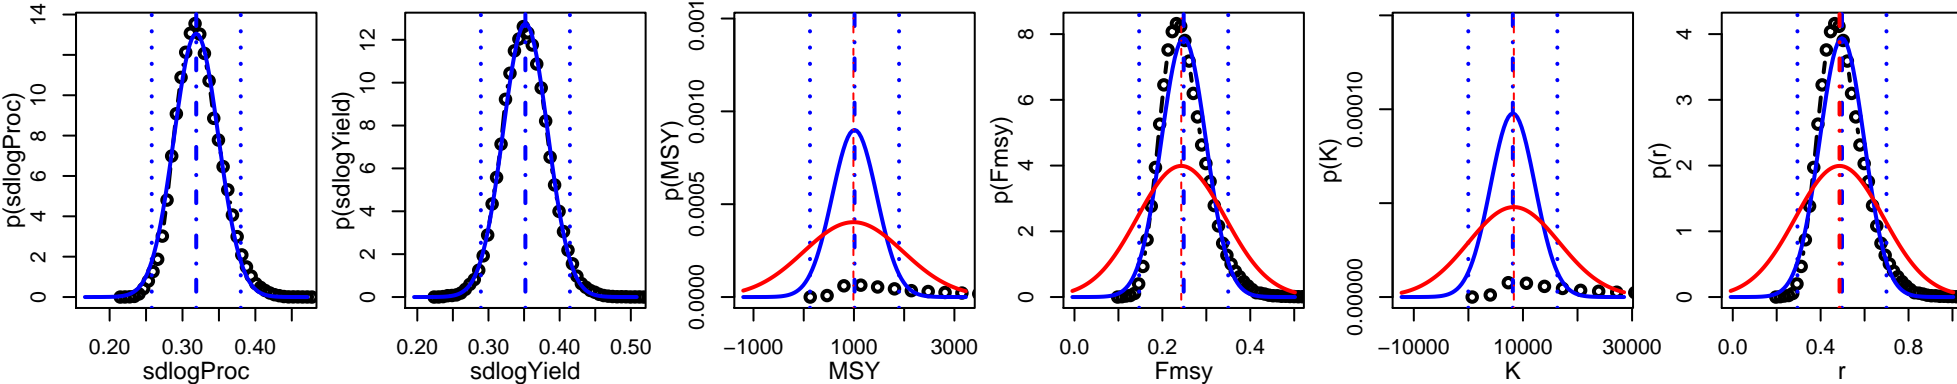 p(sdlogProc)
0 2 4 6 8 10 12 14
0.20 0.30 0.40
sdlogProc
p(sdlogYield)
0 2 4 6 8 10 12
0.20 0.30 0.40 0.50
sdlogYield
p(MSY)
0.0000 0.0005 0.0010
−1000 1000 3000
MSY
p(Fmsy)
0 2 4 6 8
0.0 0.2 0.4
Fmsy
p(K)
0.00000 0.00010
−10000 10000 30000
K
p(r)
0 1 2 3 4
0.0 0.4 0.8
r